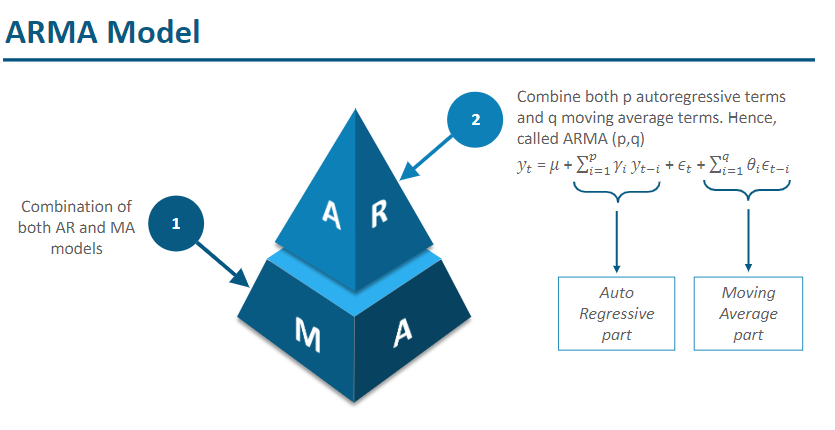 ARMA Model
Combination of
both AR and MA
models
1
2
Combine both p autoregressive terms
and q moving average terms. Hence,
called ARMA (p,q)
y_t = μ + ∑_{i=1}^{p} γ_i y_{t−i} + ϵ_t + ∑_{i=1}^{q} θ_i ϵ_{t−i}
A R
M A
Auto
Regressive
part
Moving
Average
part